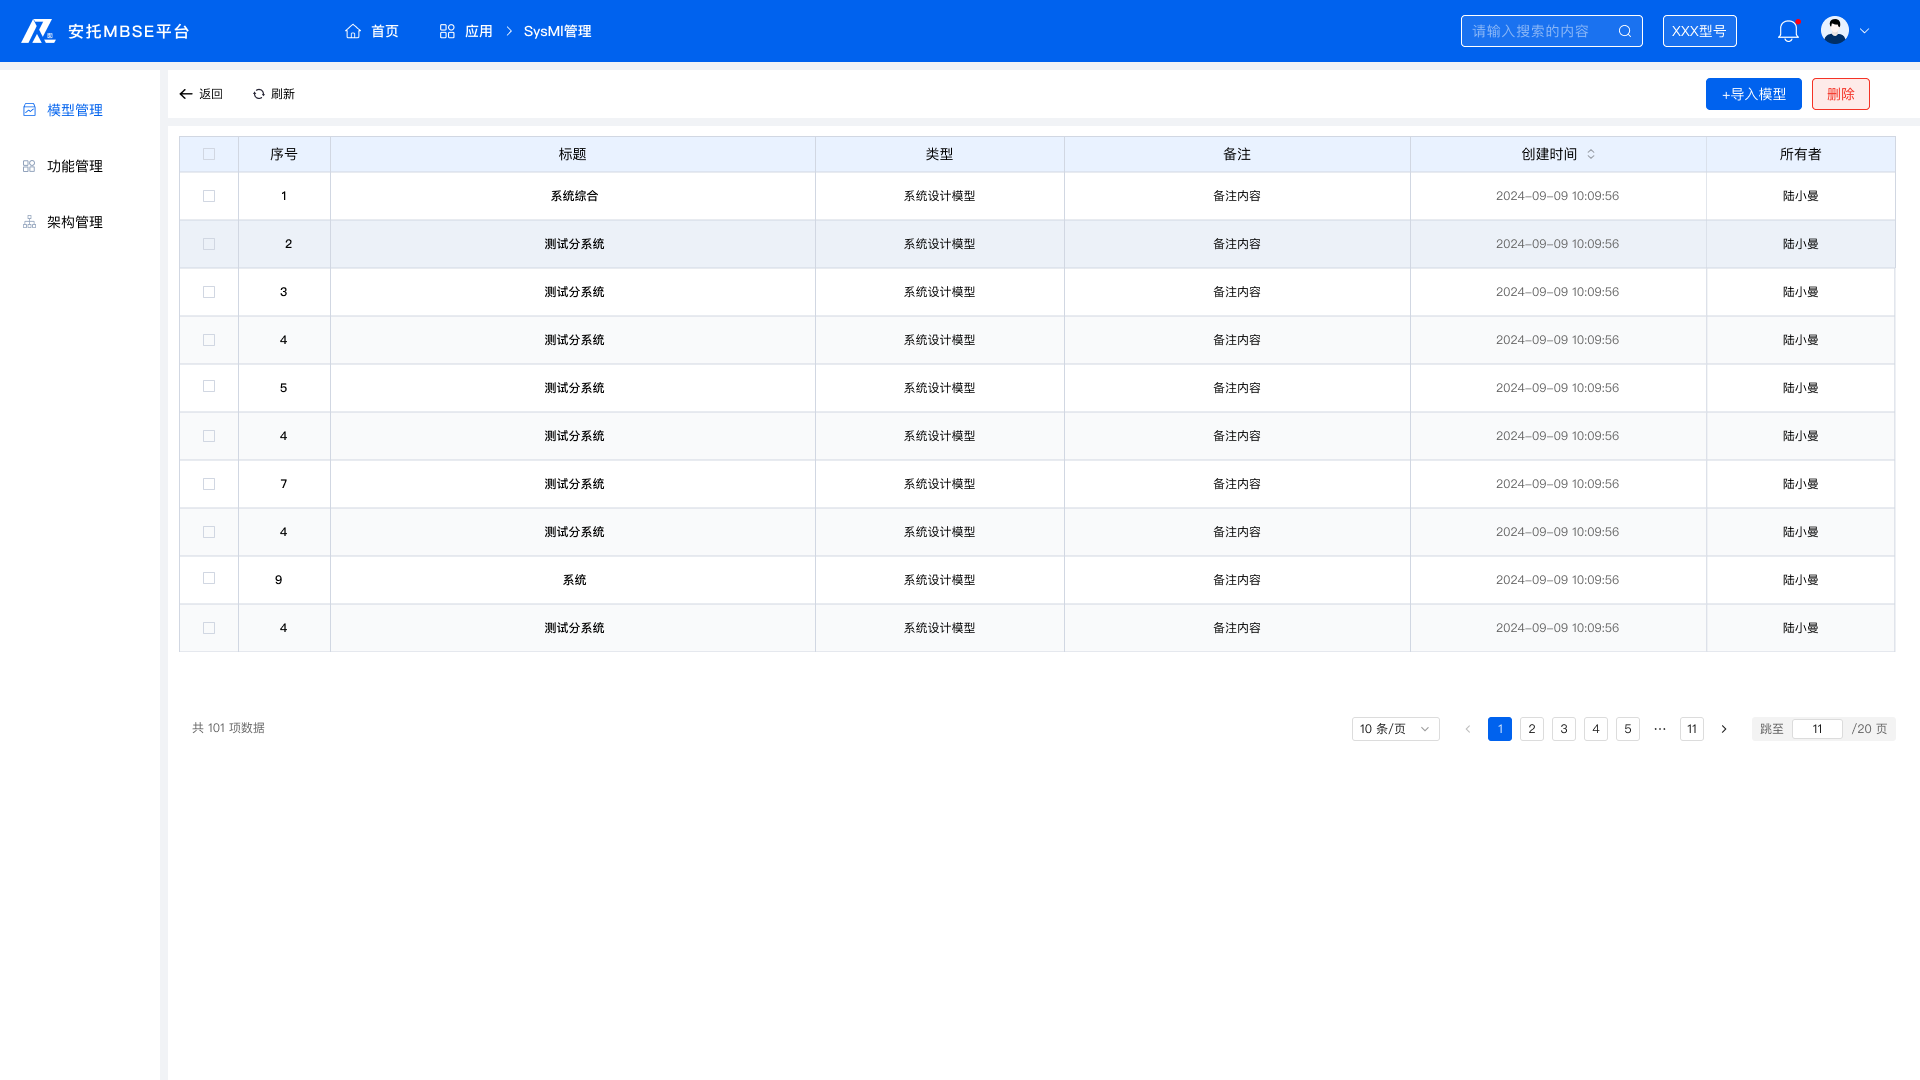 安托MBSE平台 首页 应用 SysMl管理 请输入搜索的内容 XXX型号
模型管理
功能管理
架构管理
返回 刷新 +导入模型 删除
序号 标题 类型 备注 创建时间 所有者
1 系统综合 系统设计模型 备注内容 2024-09-09 10:09:56 陆小曼
2 测试分系统 系统设计模型 备注内容 2024-09-09 10:09:56 陆小曼
3 测试分系统 系统设计模型 备注内容 2024-09-09 10:09:56 陆小曼
4 测试分系统 系统设计模型 备注内容 2024-09-09 10:09:56 陆小曼
5 测试分系统 系统设计模型 备注内容 2024-09-09 10:09:56 陆小曼
4 测试分系统 系统设计模型 备注内容 2024-09-09 10:09:56 陆小曼
7 测试分系统 系统设计模型 备注内容 2024-09-09 10:09:56 陆小曼
4 测试分系统 系统设计模型 备注内容 2024-09-09 10:09:56 陆小曼
9 系统 系统设计模型 备注内容 2024-09-09 10:09:56 陆小曼
4 测试分系统 系统设计模型 备注内容 2024-09-09 10:09:56 陆小曼
共 101 项数据 10 条/页 1 2 3 4 5 ··· 11 跳至 11 /20 页